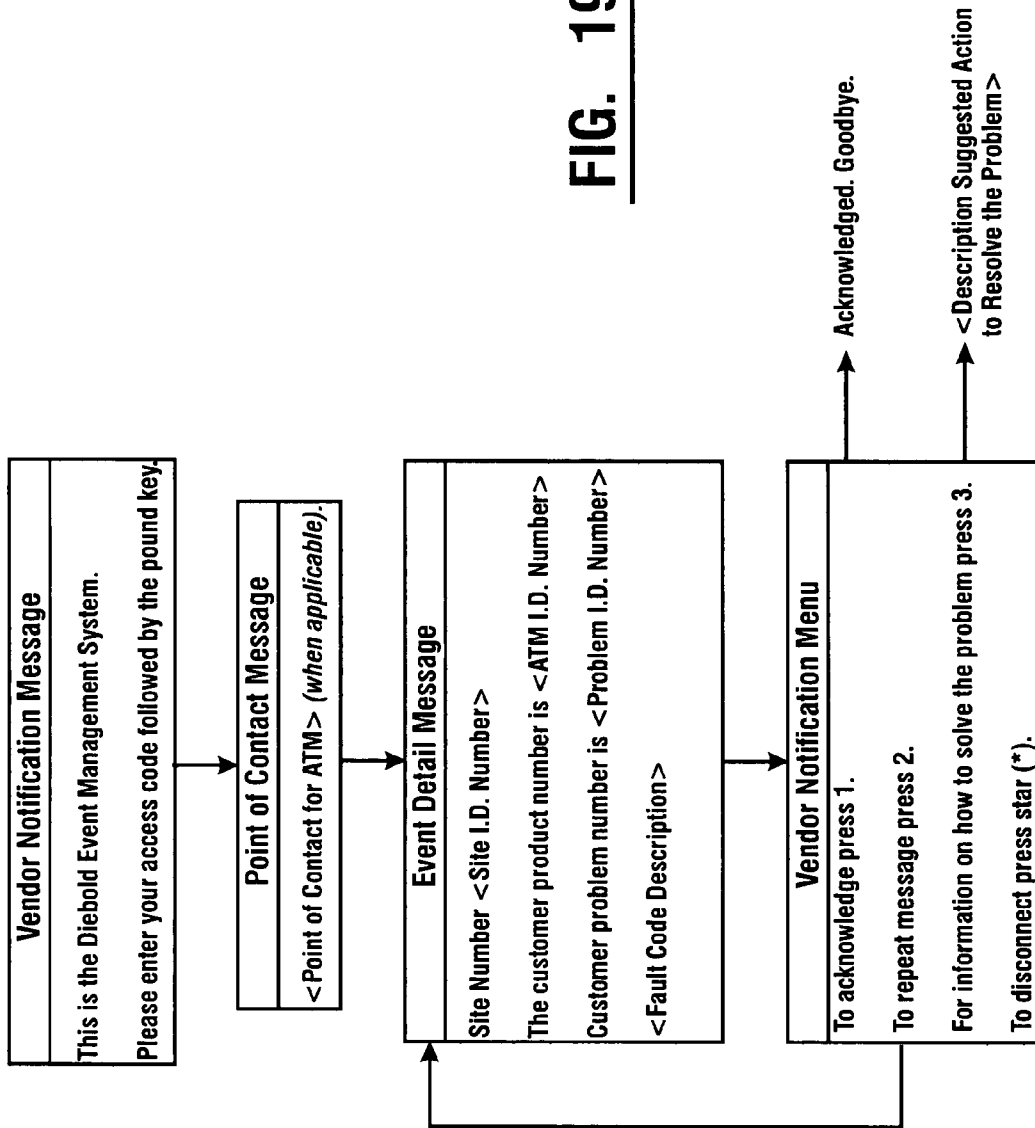 Vendor Notification Message
This is the Diebold Event Management System.
Please enter your access code followed by the pound key.
Point of Contact Message
<Point of Contact for ATM> (when applicable).
Event Detail Message
Site Number <Site I.D. Number>
The customer product number is <ATM I.D. Number>
Customer problem number is <Problem I.D. Number>
<Fault Code Description>
Vendor Notification Menu
To acknowledge press 1.
To repeat message press 2.
For information on how to solve the problem press 3.
To disconnect press star (*).
Acknowledged. Goodbye.
<Description Suggested Action
to Resolve the Problem>
FIG. 19